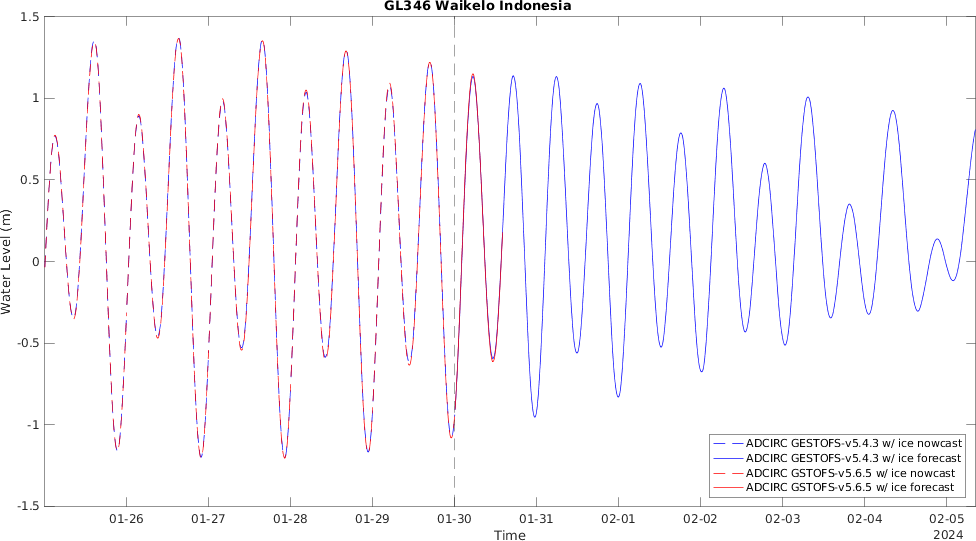 GL346 Waikelo Indonesia
1.5
1
0.5
0
-0.5
-1
-1.5
Water Level (m)
01-26 01-27 01-28 01-29 01-30 01-31 02-01 02-02 02-03 02-04 02-05
Time
2024
ADCIRC GESTOFS-v5.4.3 w/ ice nowcast
ADCIRC GESTOFS-v5.4.3 w/ ice forecast
ADCIRC GSTOFS-v5.6.5 w/ ice nowcast
ADCIRC GSTOFS-v5.6.5 w/ ice forecast